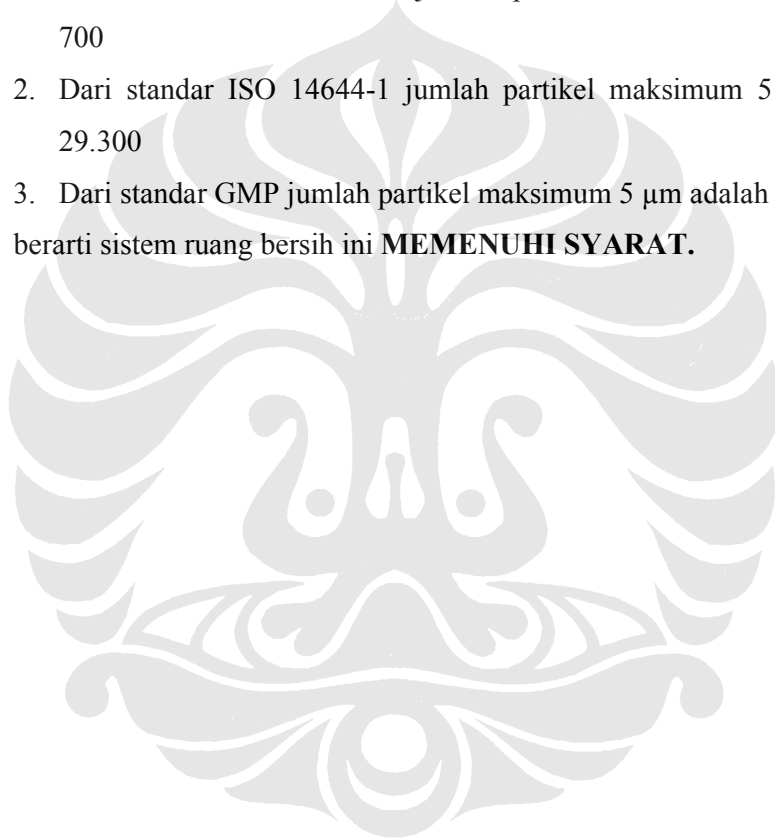 700
2. Dari standar ISO 14644-1 jumlah partikel maksimum 5
29.300
3. Dari standar GMP jumlah partikel maksimum 5 µm adalah
berarti sistem ruang bersih ini MEMENUHI SYARAT.